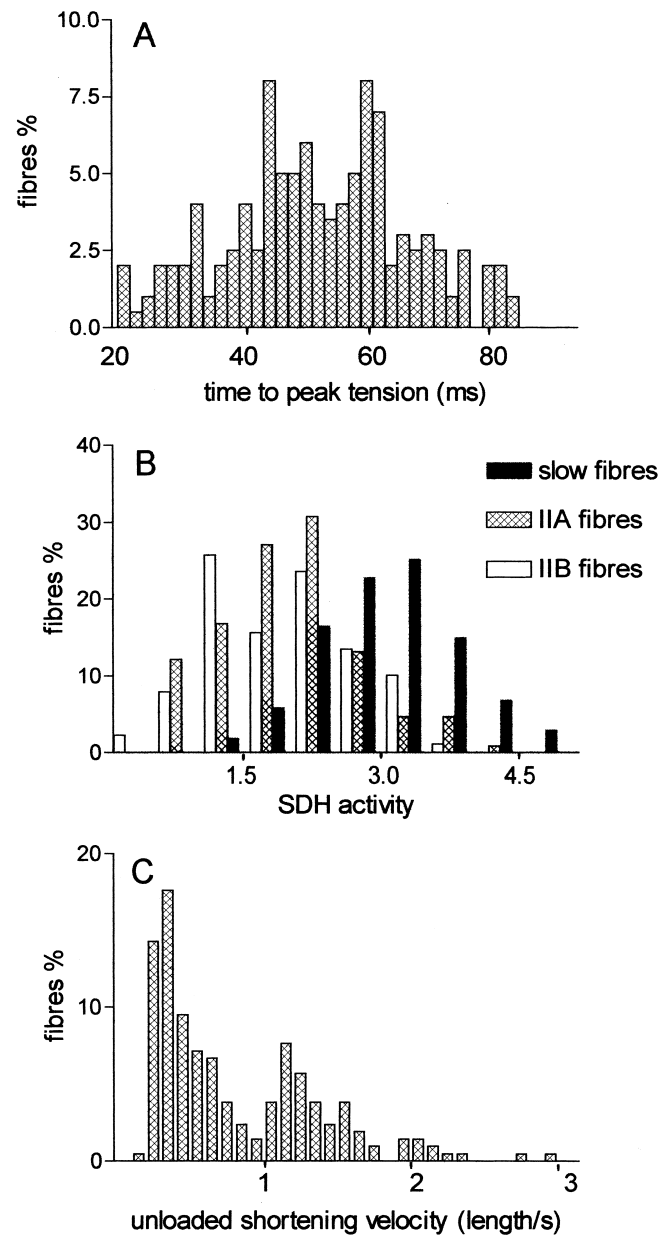 A
10.0
7.5
5.0
2.5
0.0
fibres %
20 40 60 80
time to peak tension (ms)
B
40
30
20
10
0
fibres %
slow fibres
IIA fibres
IIB fibres
1.5 3.0 4.5
SDH activity
C
20
10
0
fibres %
1 2 3
unloaded shortening velocity (length/s)